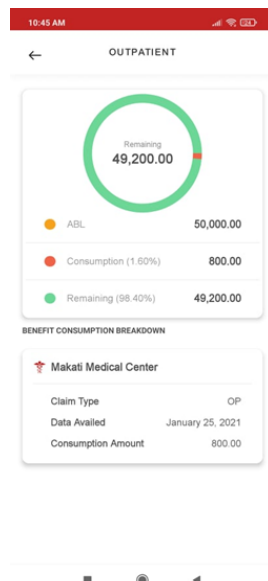 10:45 AM
24
OUTPATIENT
Remaining
49,200.00
ABL 50,000.00
Consumption (1.60%) 800.00
Remaining (98.40%) 49,200.00
BENEFIT CONSUMPTION BREAKDOWN
Makati Medical Center
Claim Type OP
Data Availed January 25, 2021
Consumption Amount 800.00